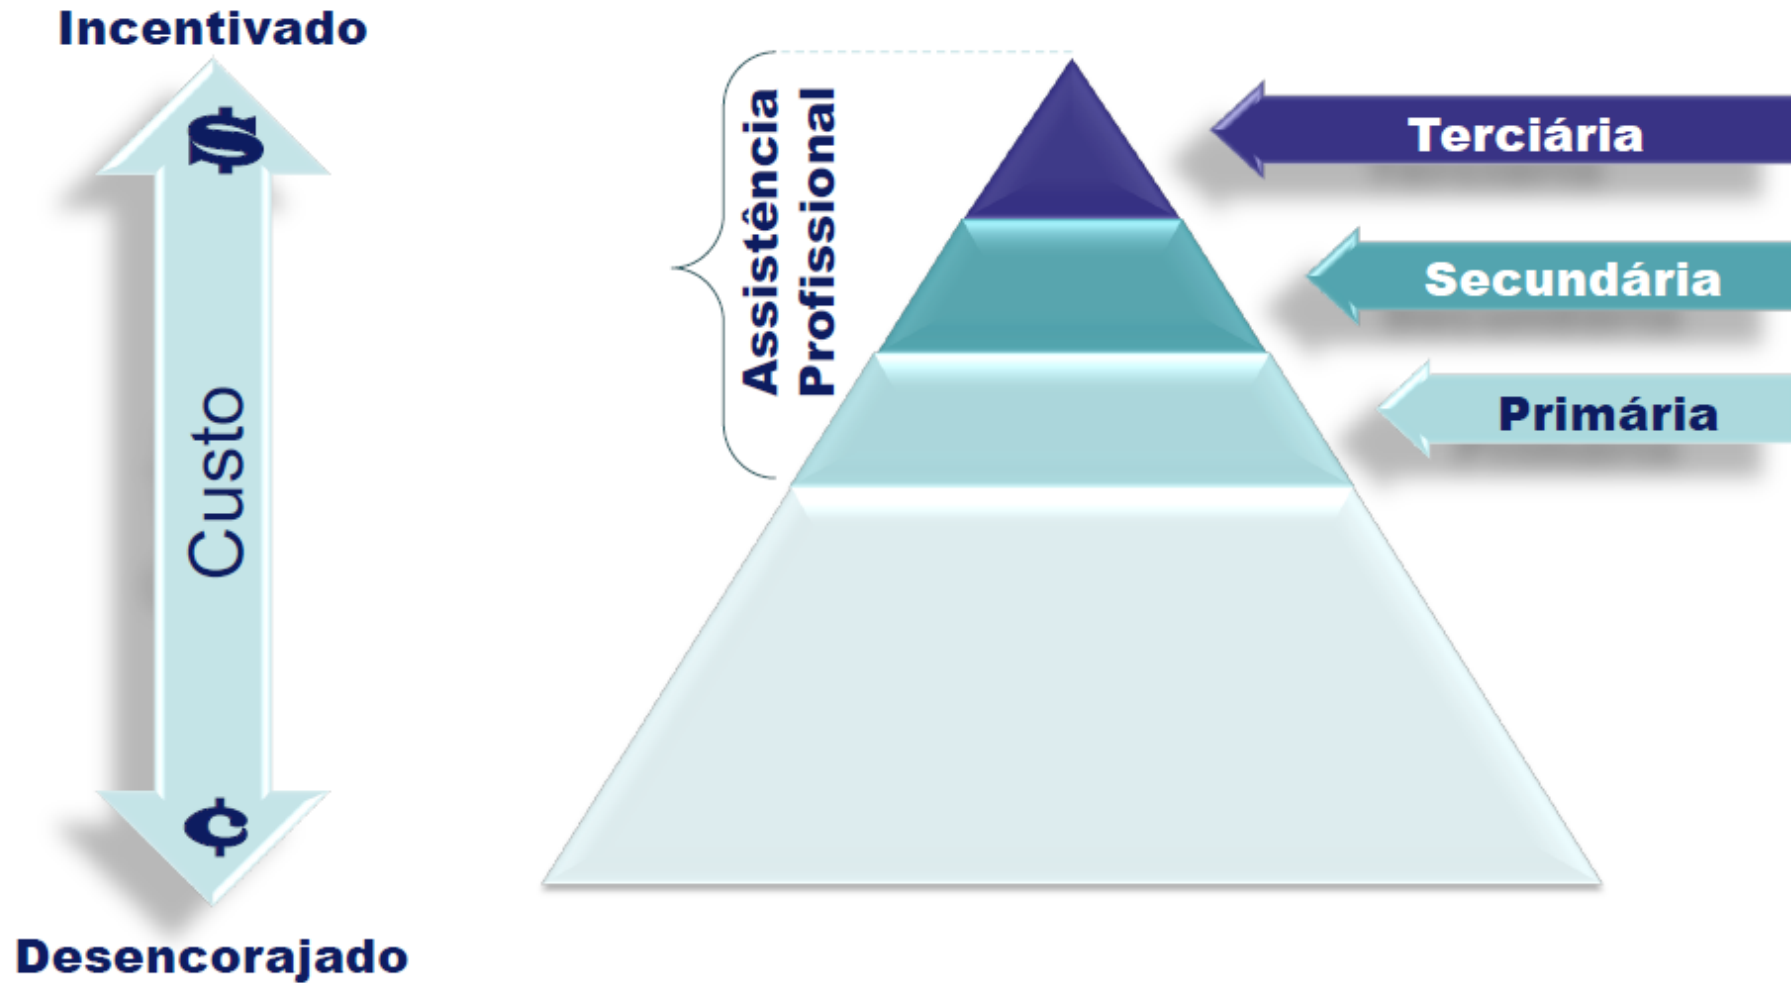 Incentivado
$
Custo
¢
Desencorajado
Assistência
Profissional
Terciária
Secundária
Primária